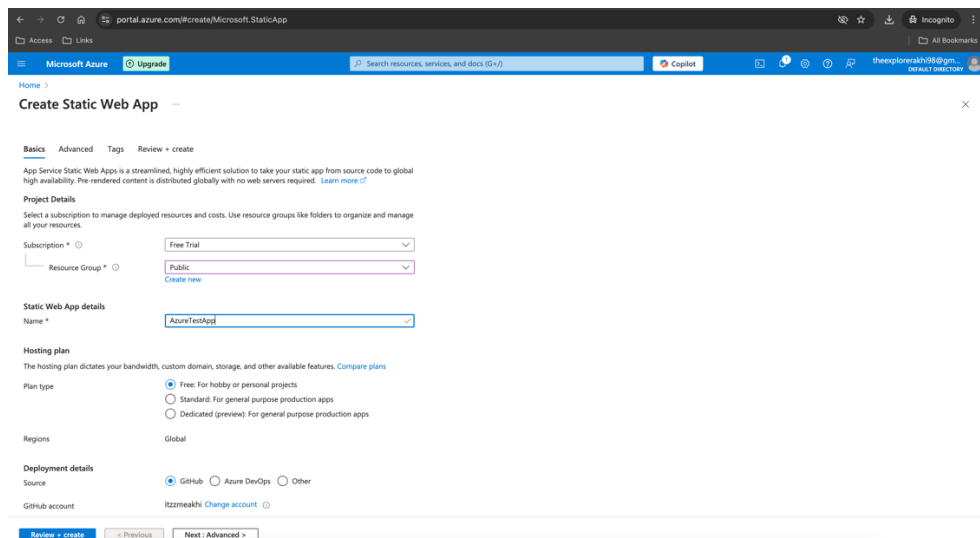 portal.azure.com/#create/Microsoft.StaticApp
Incognito
Access Links
All Bookmarks
Microsoft Azure Upgrade Search resources, services, and docs (G+/) Copilot 1 theexplorerakhi98@gm...
DEFAULT DIRECTORY
Home >
Create Static Web App ...
Basics Advanced Tags Review + create
App Service Static Web Apps is a streamlined, highly efficient solution to take your static app from source code to global
high availability. Pre-rendered content is distributed globally with no web servers required. Learn more
Project Details
Select a subscription to manage deployed resources and costs. Use resource groups like folders to organize and manage
all your resources.
Subscription * Free Trial
Resource Group * Public
Create new
Static Web App details
Name * AzureTestApp
Hosting plan
The hosting plan dictates your bandwidth, custom domain, storage, and other available features. Compare plans
Plan type Free: For hobby or personal projects
Standard: For general purpose production apps
Dedicated (preview): For general purpose production apps
Regions Global
Deployment details
Source GitHub Azure DevOps Other
GitHub account itzzmeakhi Change account
Review + create < Previous Next : Advanced >